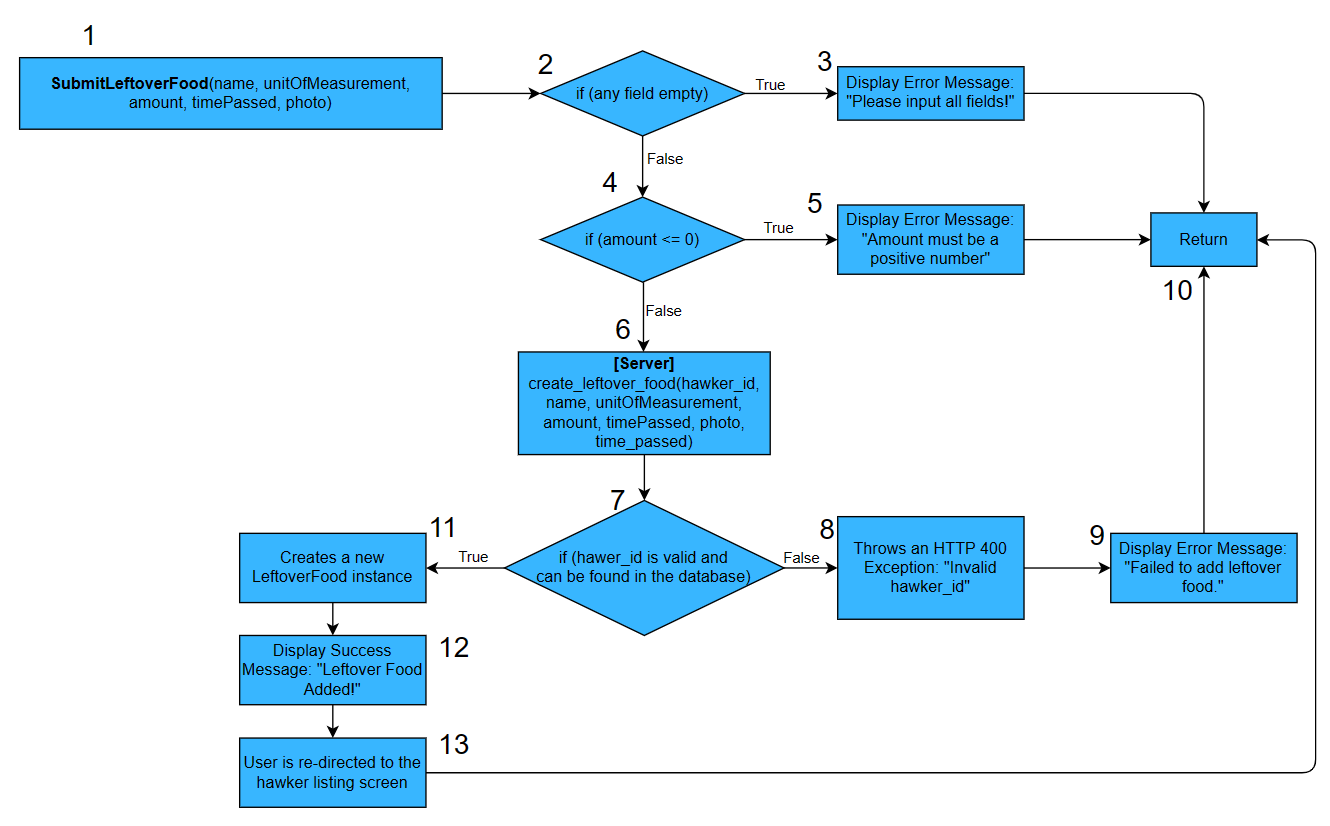 1
SubmitLeftoverFood(name, unitOfMeasurement,
amount, timePassed, photo)
2
if (any field empty)
True
3
Display Error Message:
"Please input all fields!"
False
4
if (amount <= 0)
True
5
Display Error Message:
"Amount must be a
positive number"
Return
10
False
6
[Server]
create_leftover_food(hawker_id,
name, unitOfMeasurement,
amount, timePassed, photo,
time_passed)
7
if (hawer_id is valid and
can be found in the database)
False
8
Throws an HTTP 400
Exception: "Invalid
hawker_id"
9
Display Error Message:
"Failed to add leftover
food."
True
11
Creates a new
LeftoverFood instance
12
Display Success
Message: "Leftover Food
Added!"
13
User is re-directed to the
hawker listing screen